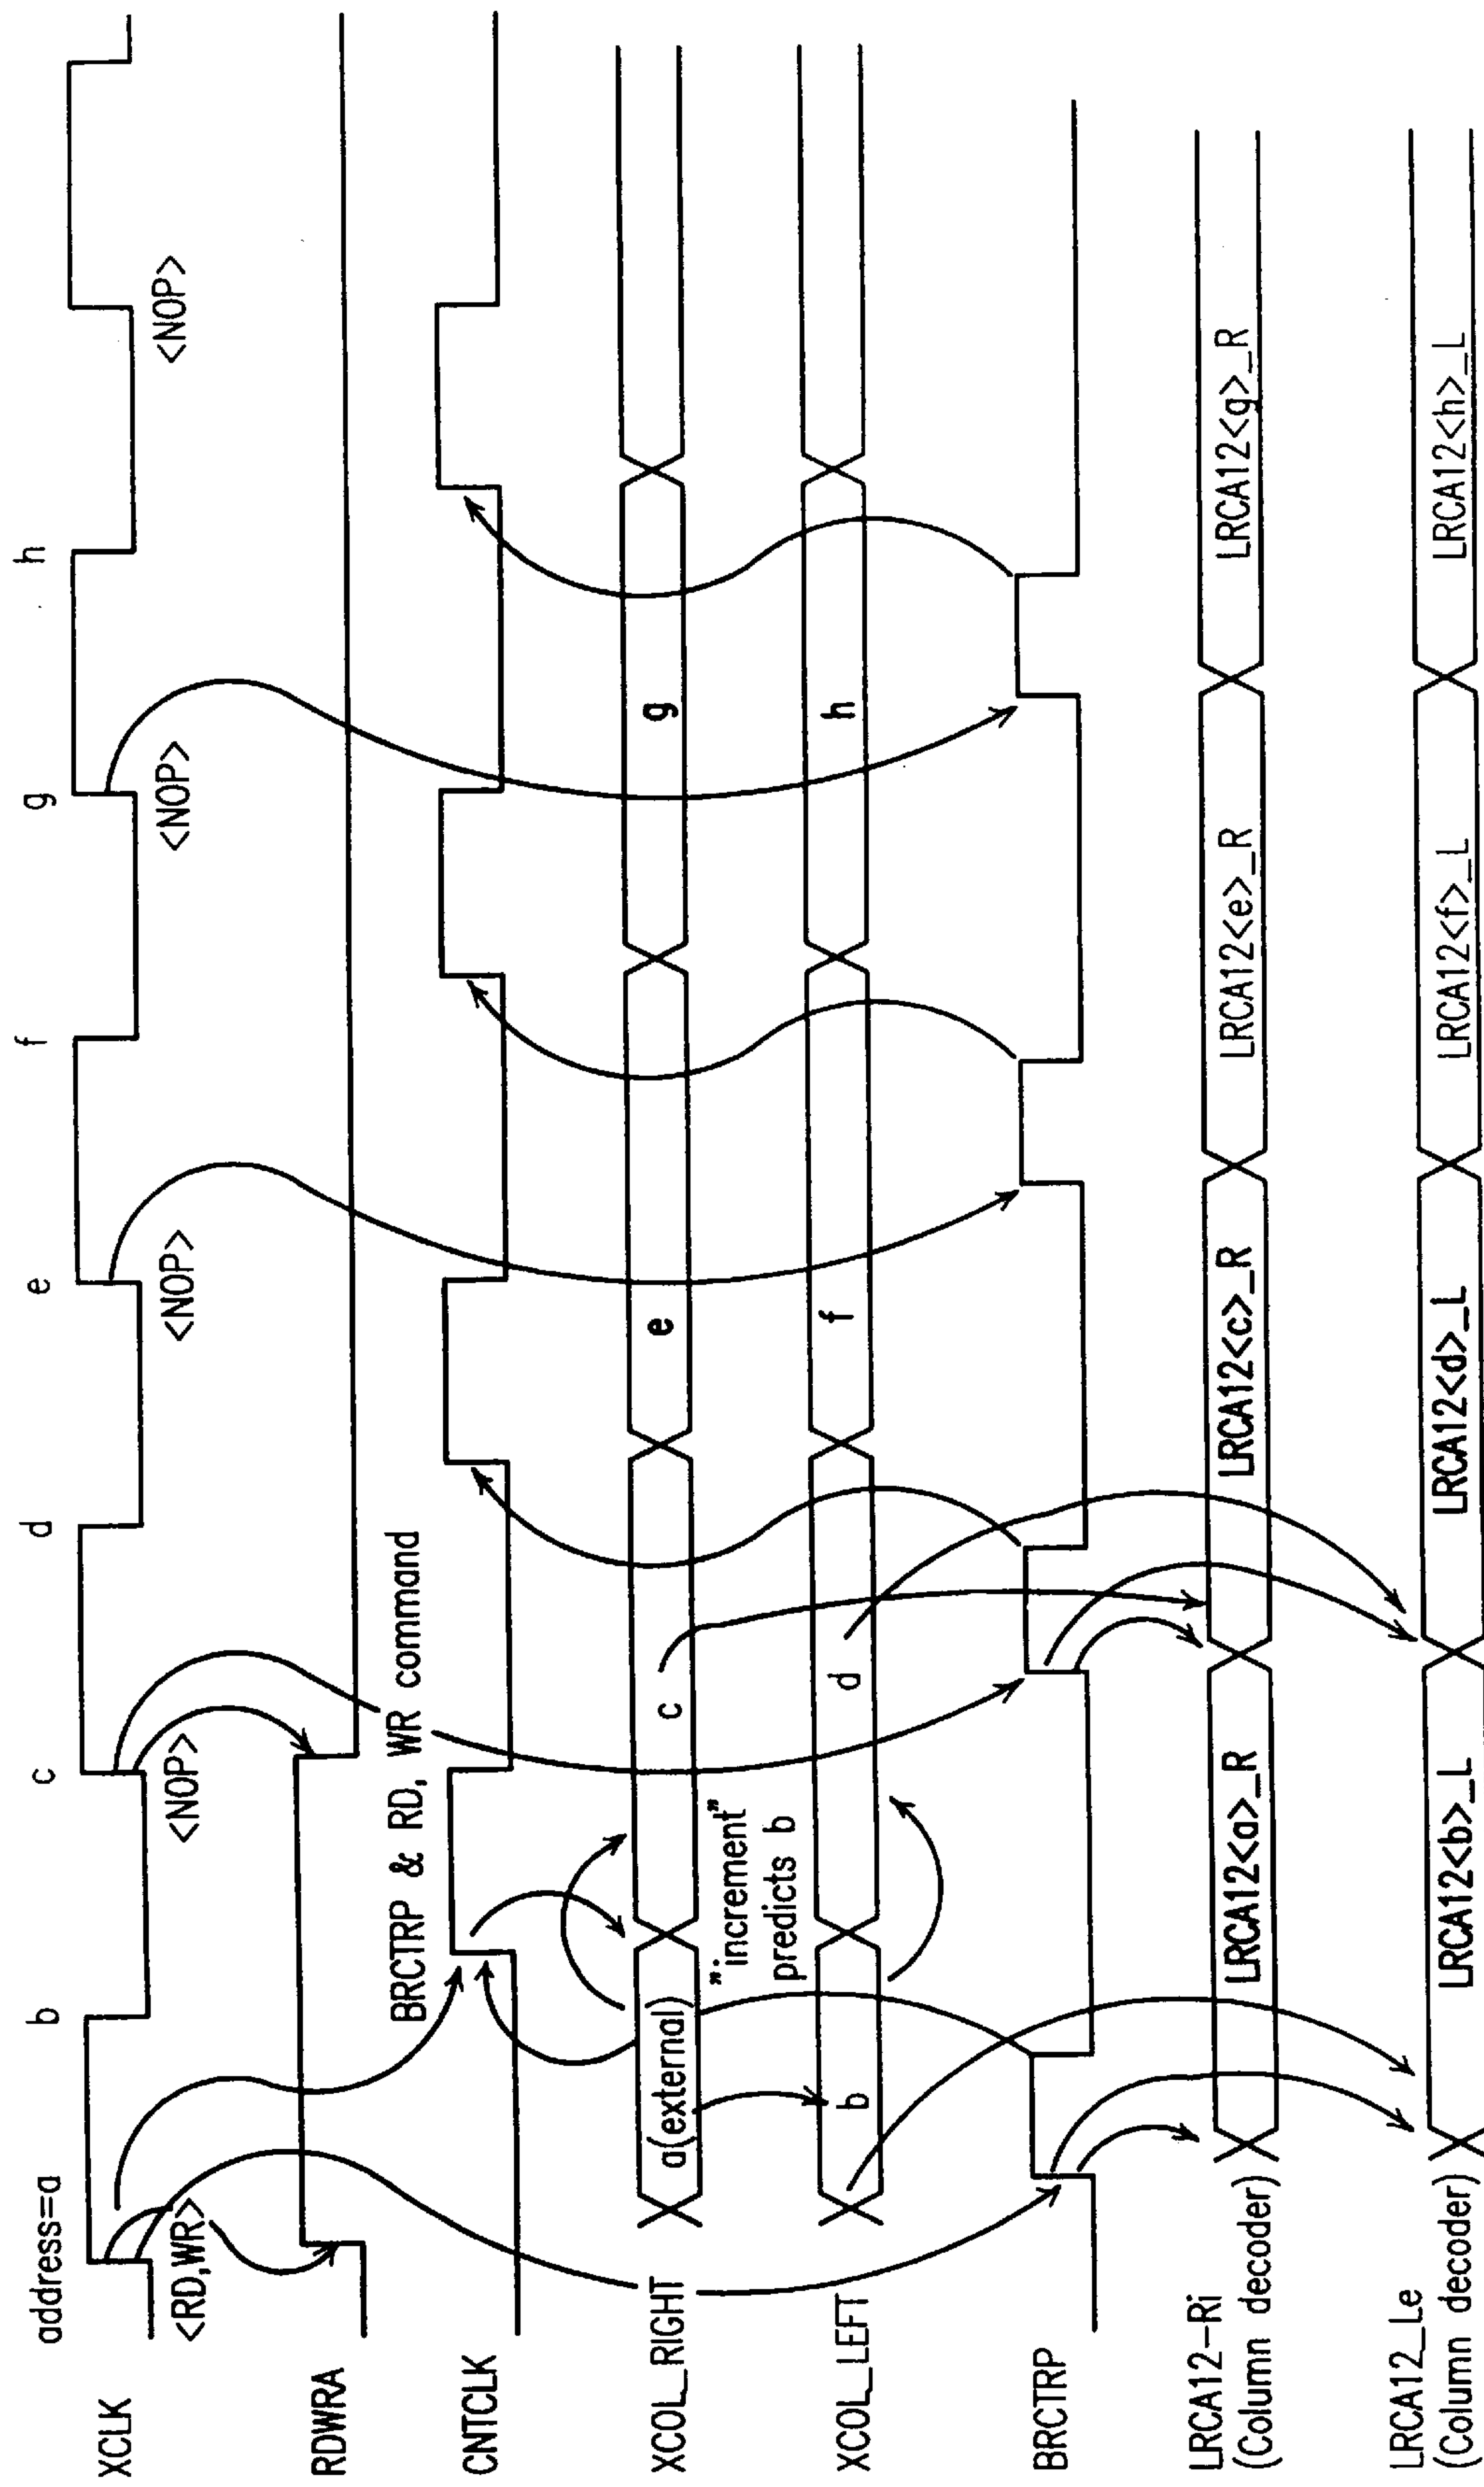 address=a b c d e f g h
XCLK
<RD,WR> <NOP> <NOP> <NOP> <NOP>
RDWRA
BRCTRP & RD, WR command
CNTCLK
XCOL_RIGHT a(external) c e g
"increment"
predicts b
XCOL_LEFT b d f h
BRCTRP
LRCA12-Ri
(Column decoder) LRCA12<a>_R LRCA12<c>_R LRCA12<e>_R LRCA12<g>_R
LRCA12_Le
(Column decoder) LRCA12<b>_L LRCA12<d>_L LRCA12<f>_L LRCA12<h>_L